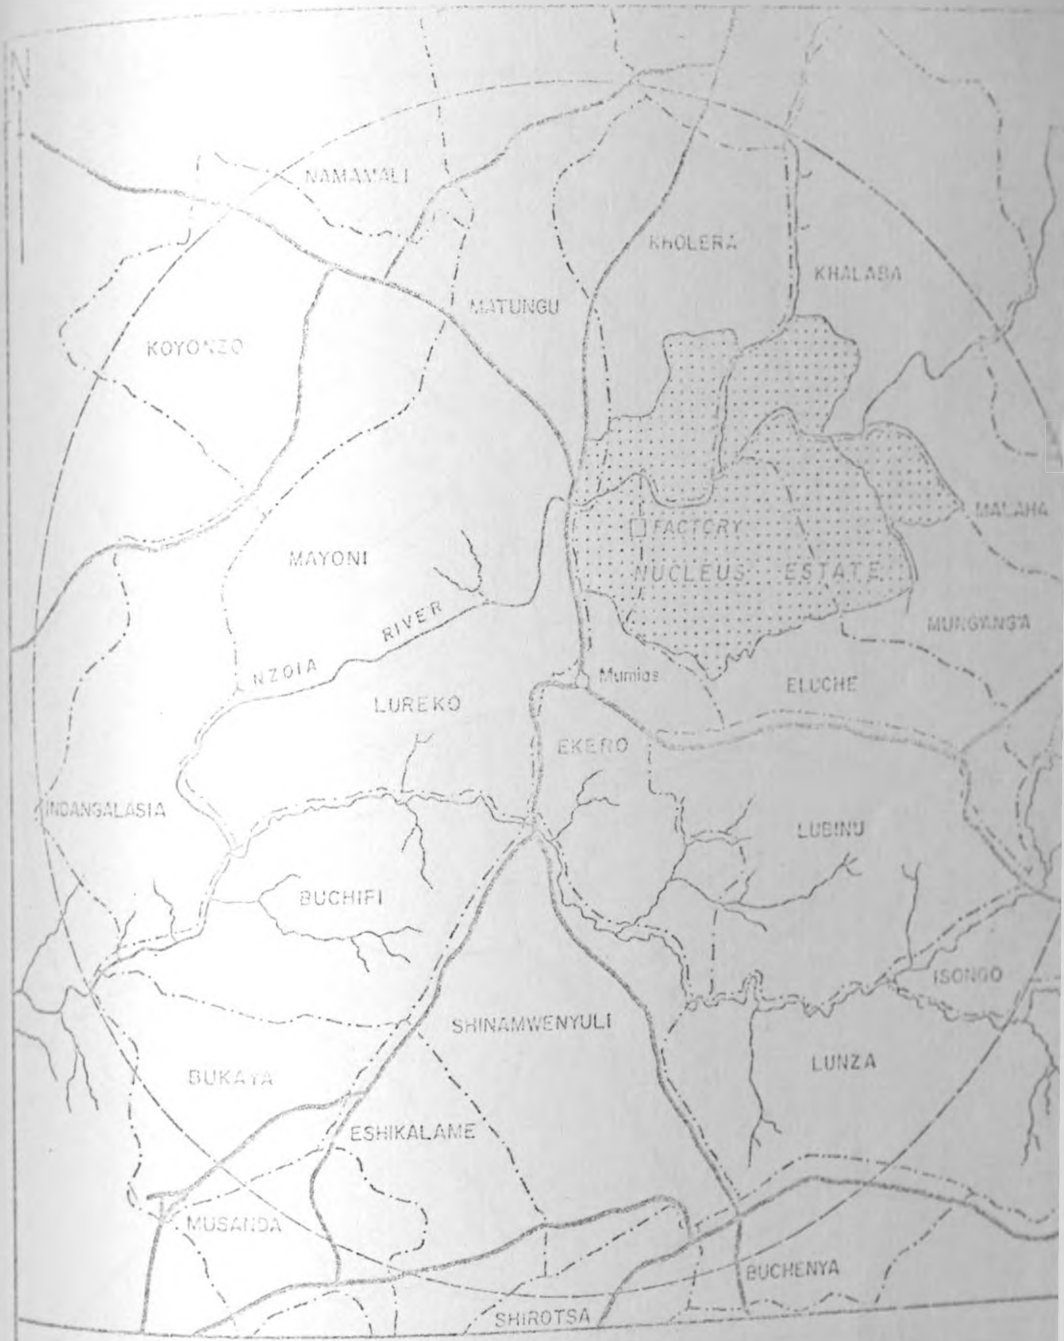 N
NAMAMALI
KHOLERA
KHALABA
MATUNGU
KOYONZO
MALAHA
FACTORY
MAYONI
NUCLEUS ESTATE
MUNGANG'A
RIVER
NZOIA
Mumias
ELUCHE
LUREKO
EKERO
INDANGALASIA
LUBINU
BUCHIFI
ISONGO
SHINAMWENYULI
LUNZA
BUKAYA
ESHIKALAME
MUSANDA
BUCHENYA
SHIROTSA